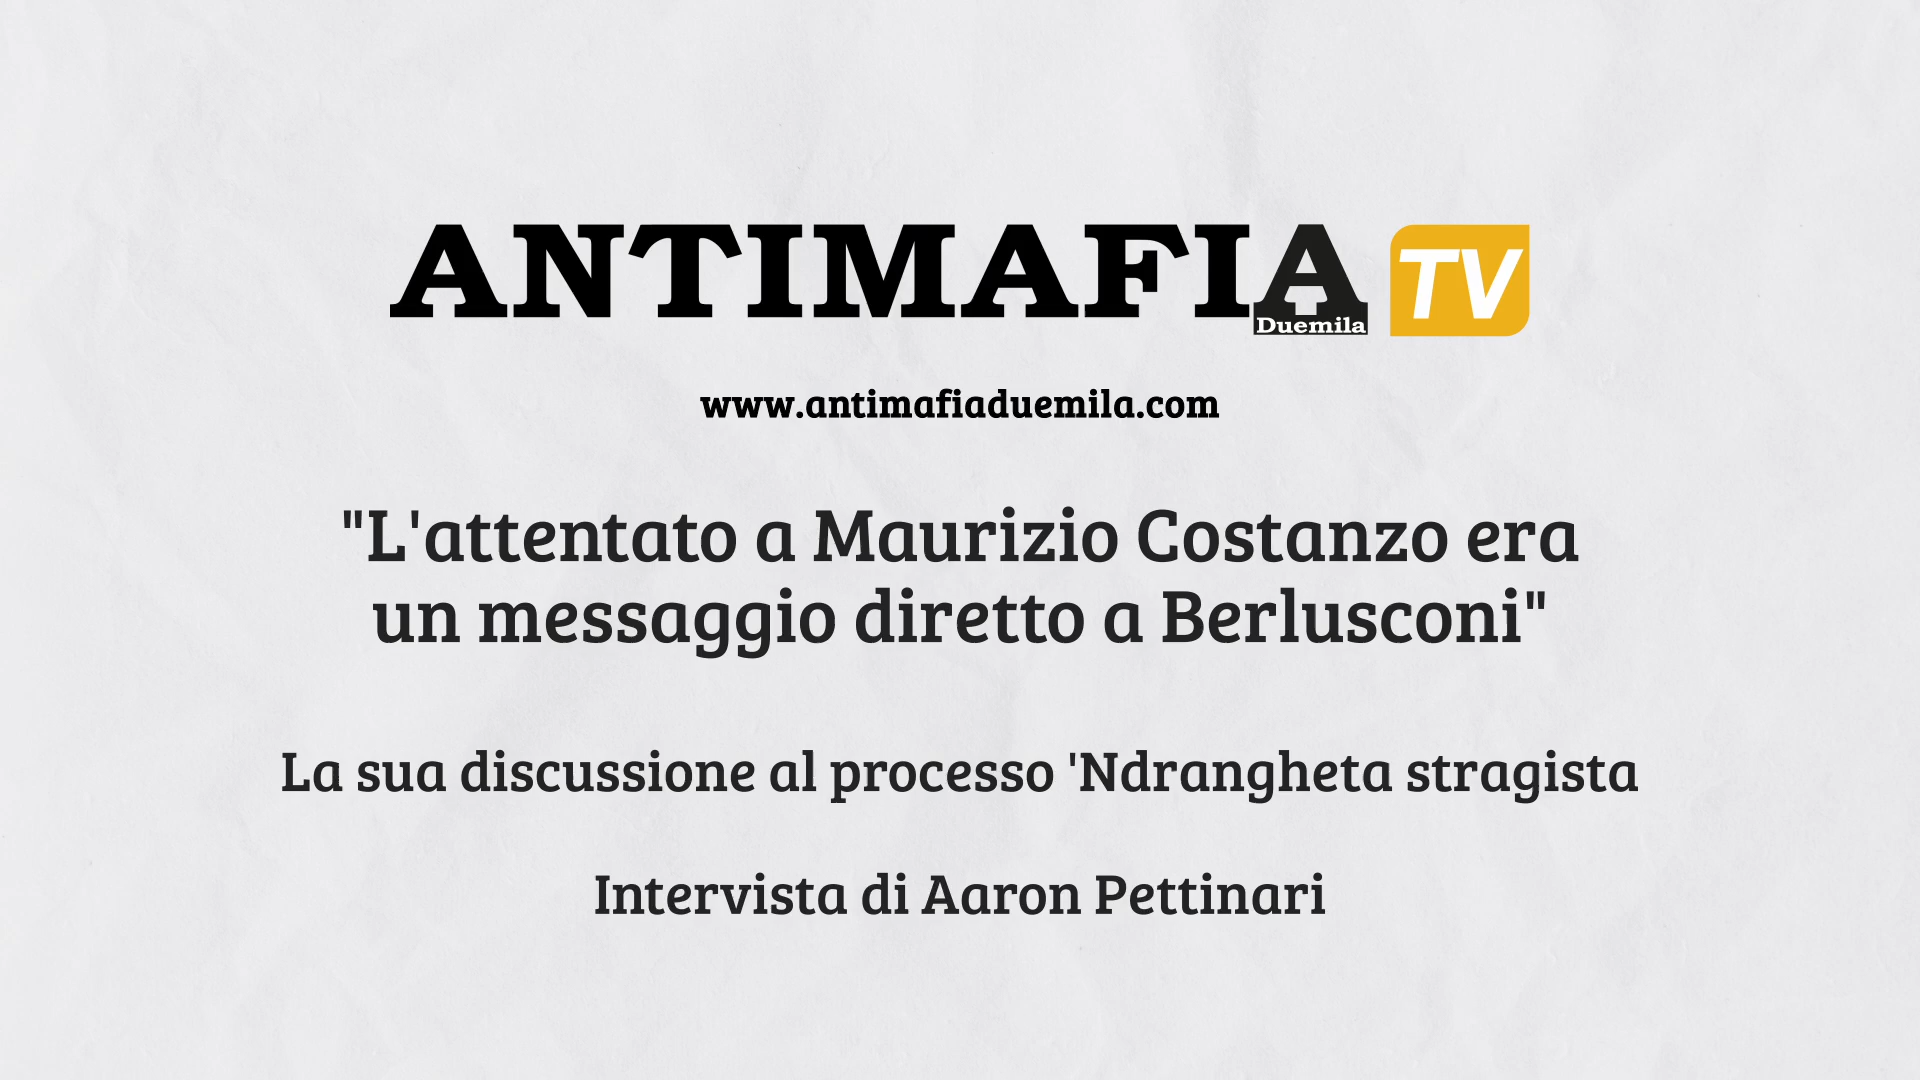 ANTIMAFIA TV
Duemila
www.antimafiaduemila.com
"L'attentato a Maurizio Costanzo era
un messaggio diretto a Berlusconi"
La sua discussione al processo 'Ndrangheta stragista
Intervista di Aaron Pettinari